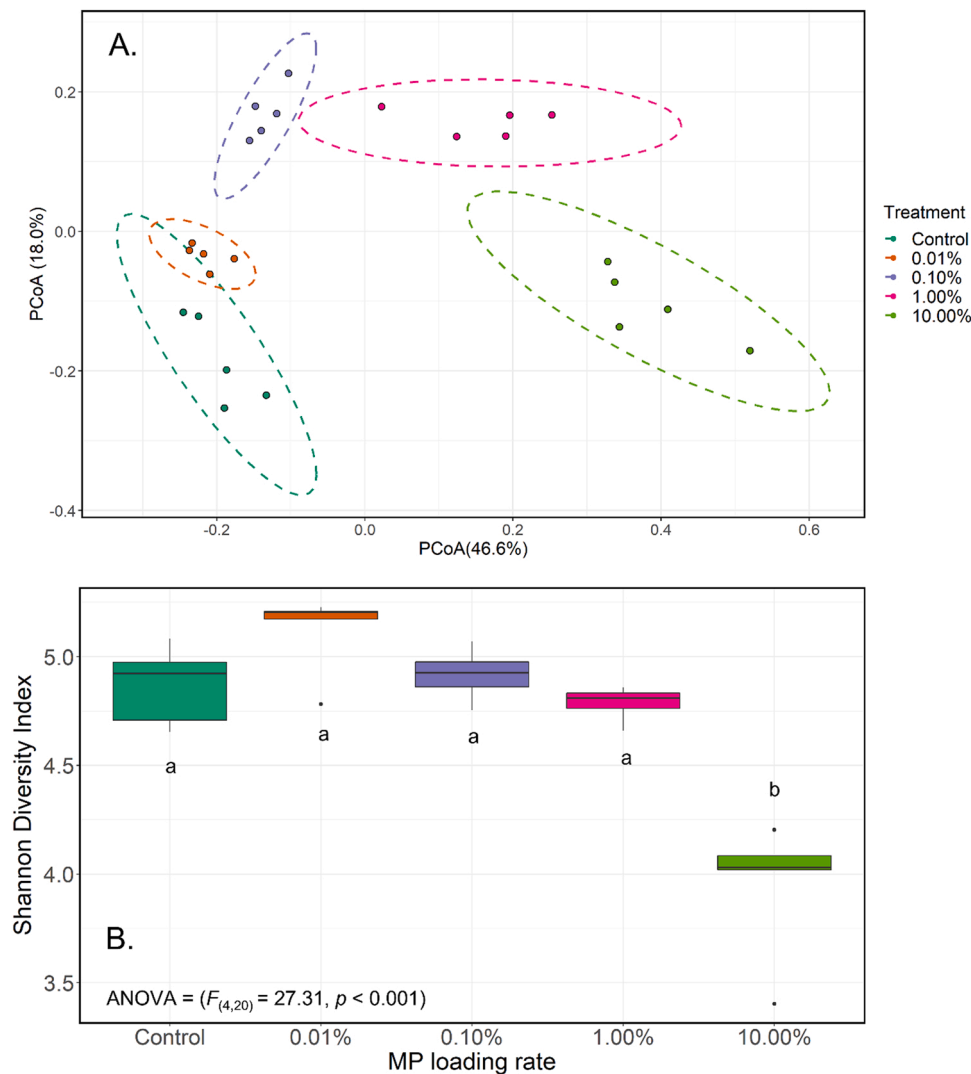 A.
0.2
0.0
-0.2
-0.4
PCoA (18.0%)
-0.2
0.0
0.2
0.4
0.6
PCoA(46.6%)
Treatment
Control
0.01%
0.10%
1.00%
10.00%
5.0
4.5
4.0
3.5
Shannon Diversity Index
a
a
a
a
b
B.
ANOVA = (F(4,20) = 27.31, p < 0.001)
Control
0.01%
0.10%
1.00%
10.00%
MP loading rate